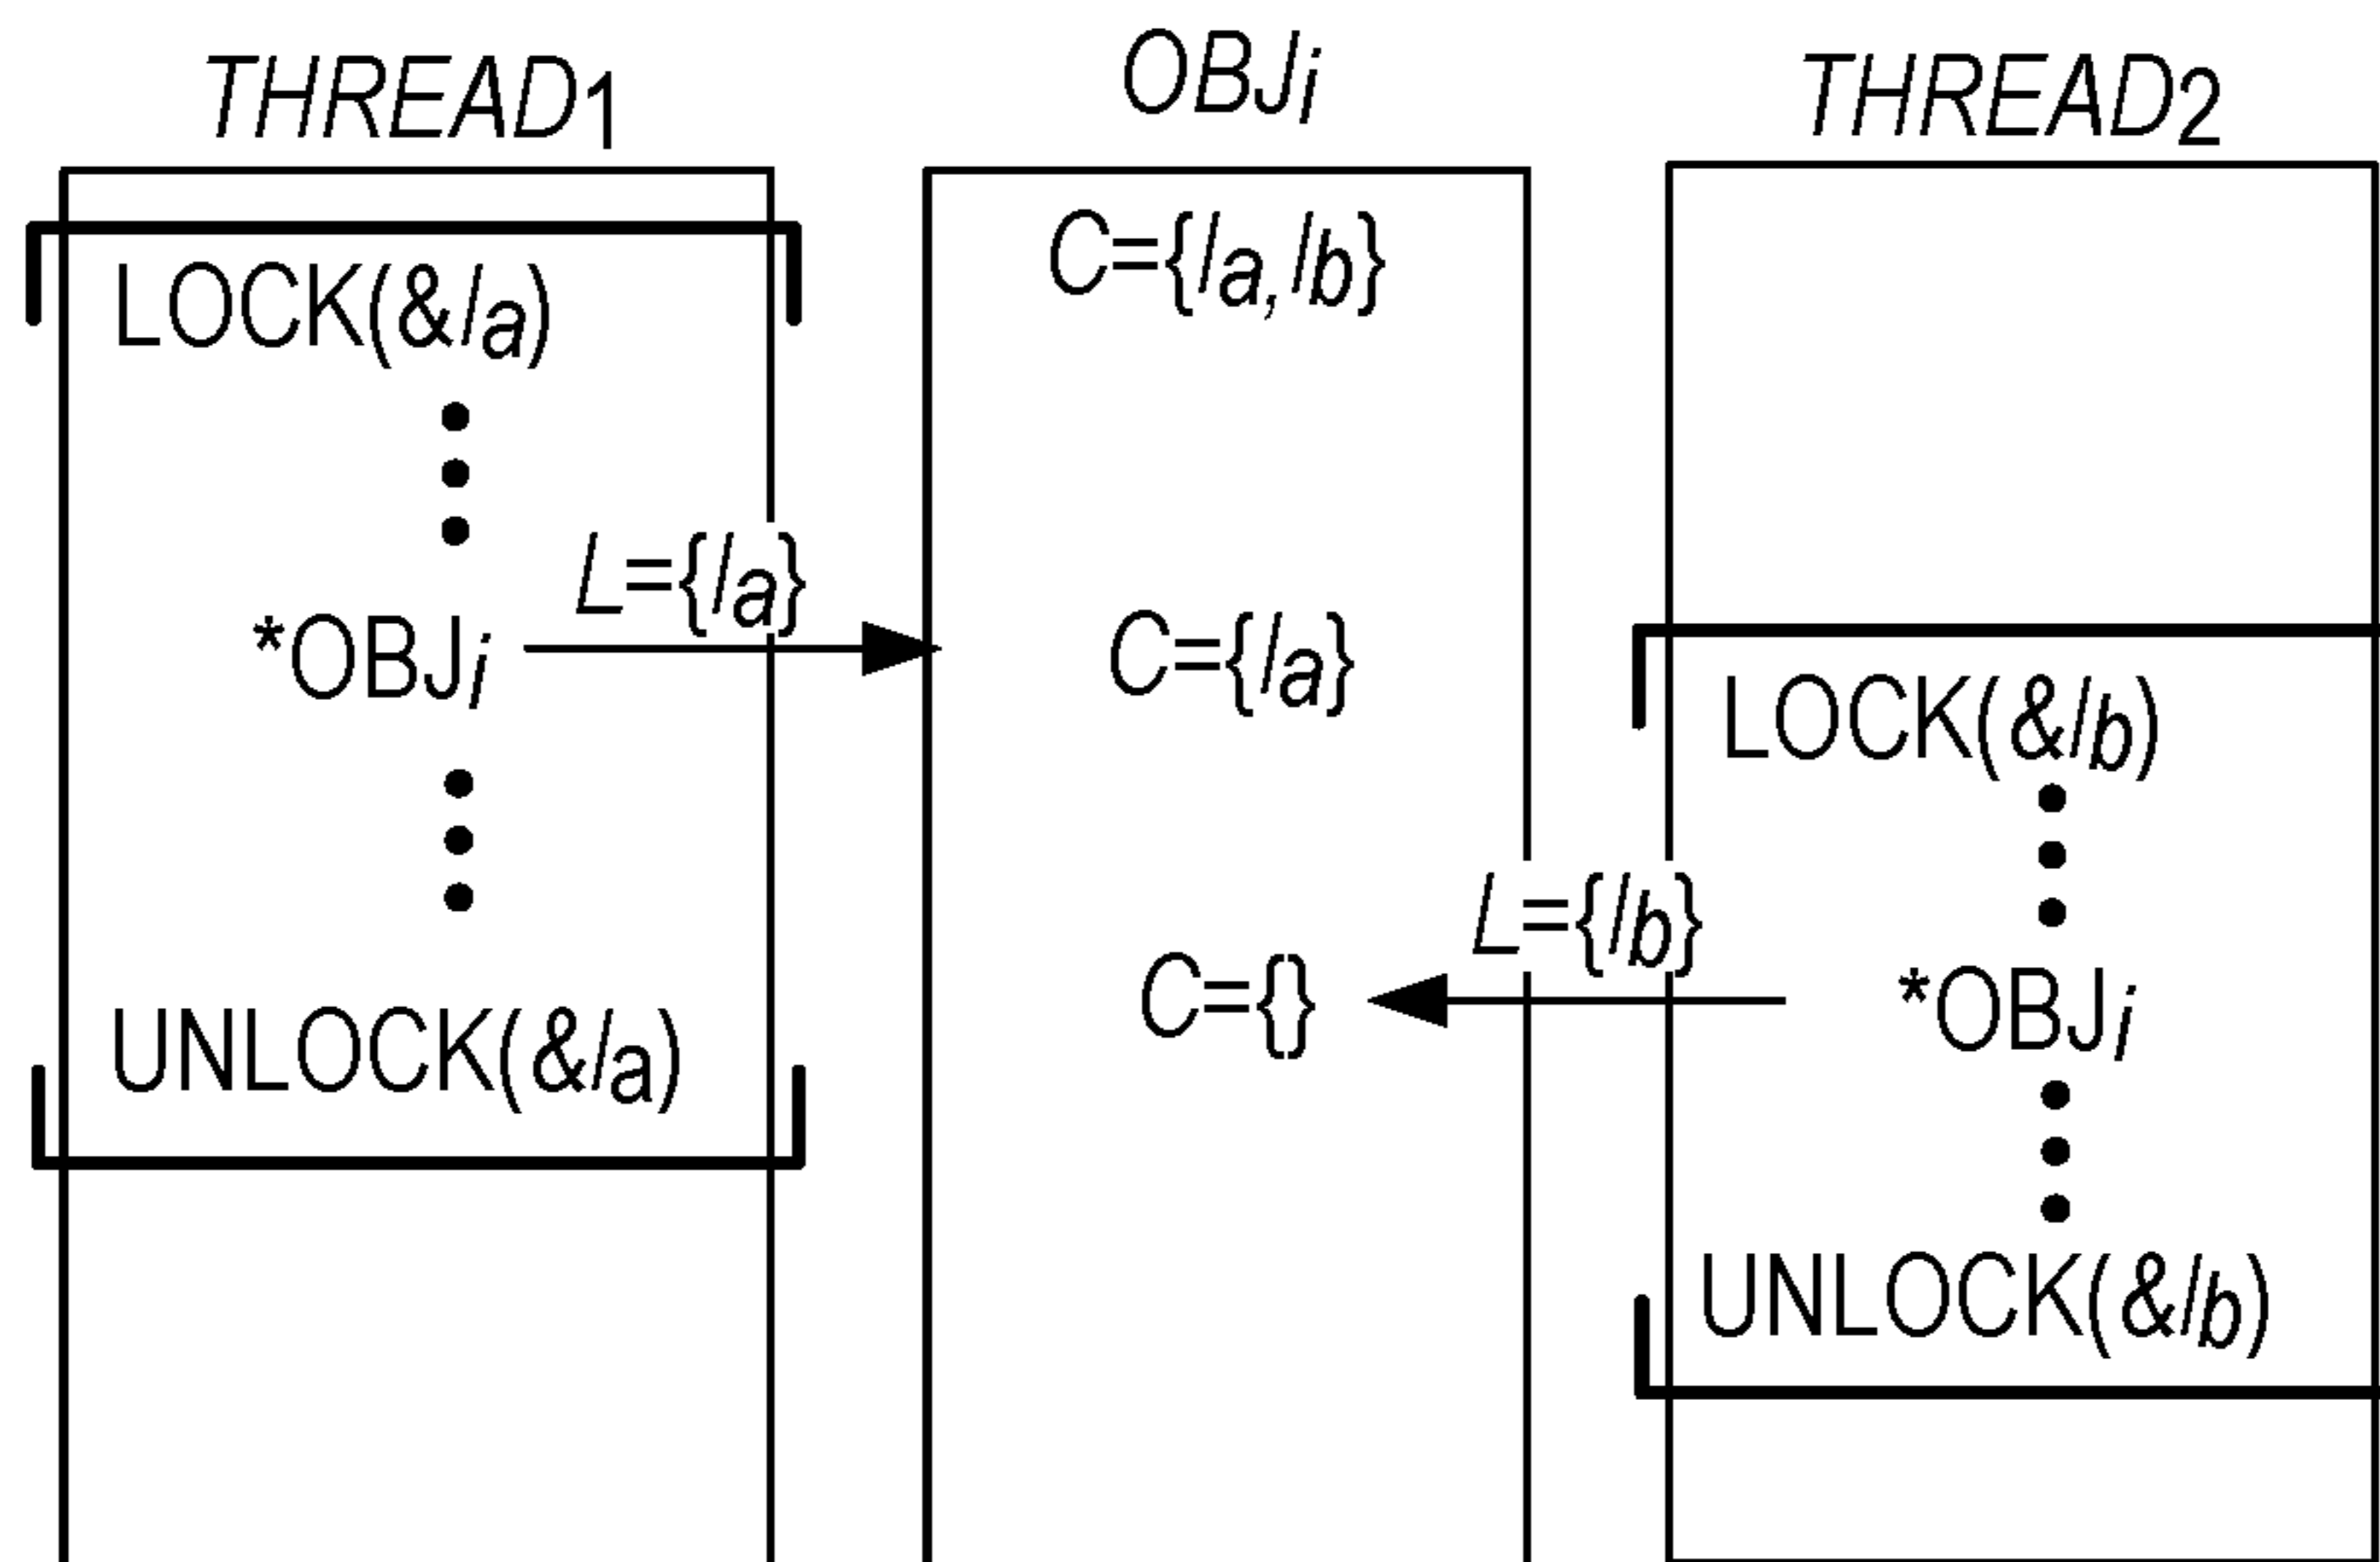 THREAD1
LOCK(&la)
*OBJi
UNLOCK(&la)
L={la}
OBJi
C={la, lb}
C={la}
C={}
L={lb}
THREAD2
LOCK(&lb)
*OBJi
UNLOCK(&lb)